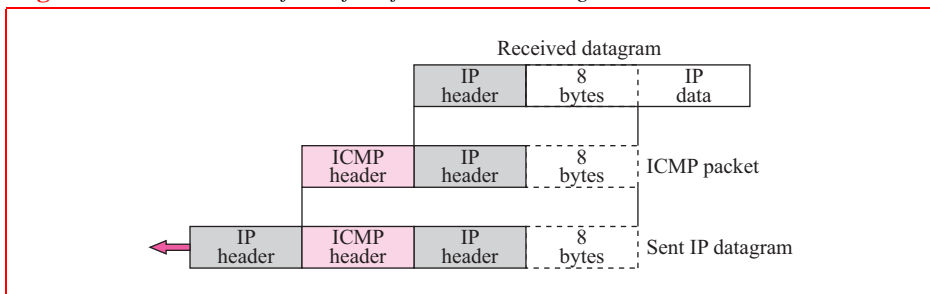 Received datagram
IP header
8 bytes
IP data
ICMP header
IP header
8 bytes
ICMP packet
IP header
ICMP header
IP header
8 bytes
Sent IP datagram